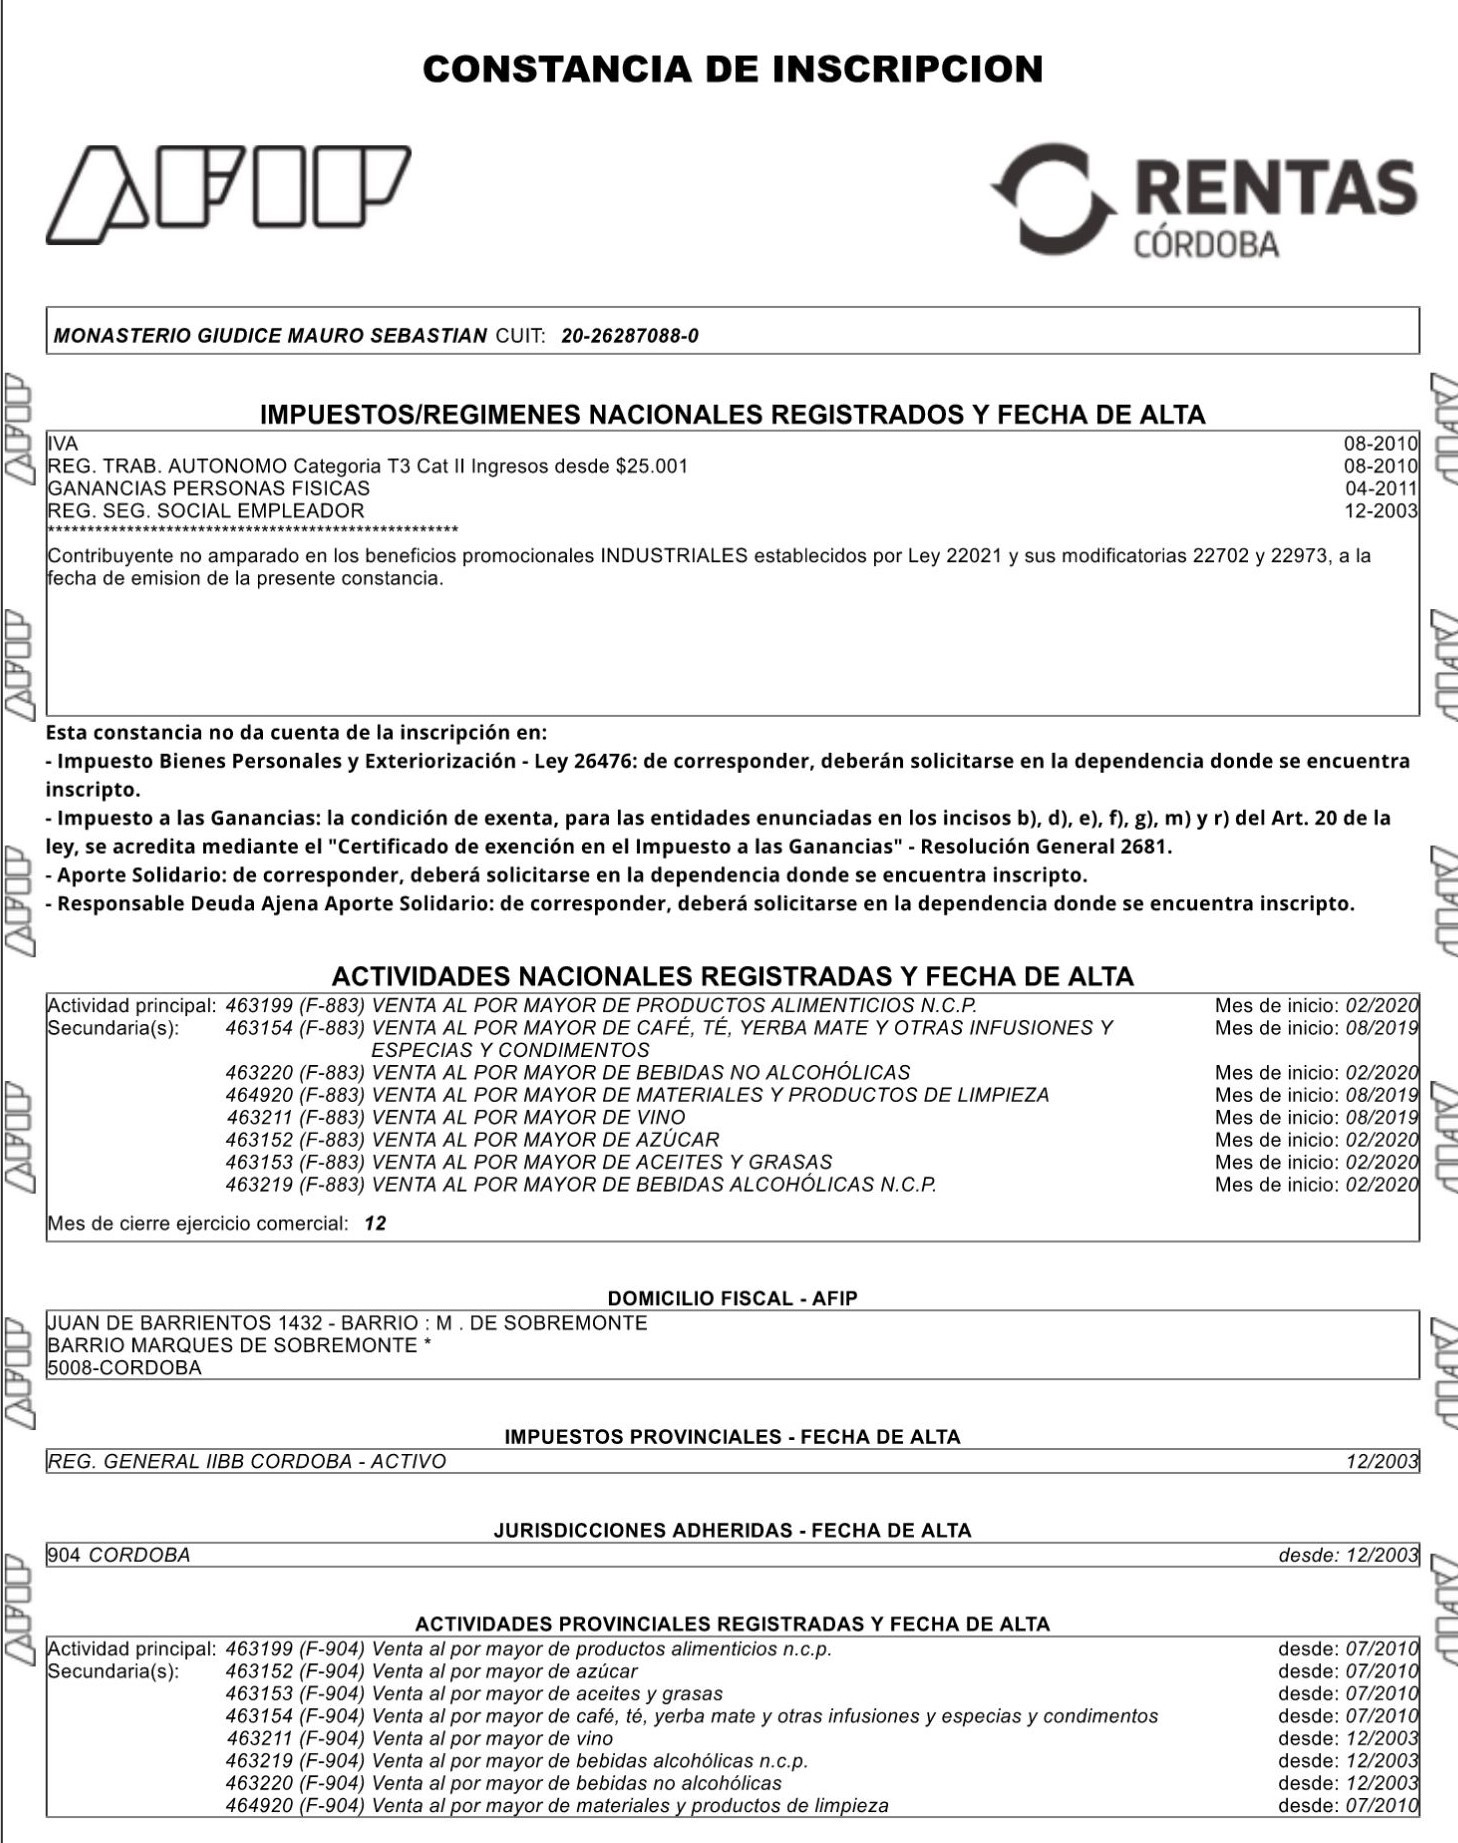 CONSTANCIA DE INSCRIPCION
AFIP
RENTAS
CÓRDOBA
MONASTERIO GIUDICE MAURO SEBASTIAN CUIT: 20-26287088-0
IMPUESTOS/REGIMENES NACIONALES REGISTRADOS Y FECHA DE ALTA
IVA 08-2010
REG. TRAB. AUTONOMO Categoria T3 Cat II Ingresos desde $25.001 08-2010
GANANCIAS PERSONAS FISICAS 04-2011
REG. SEG. SOCIAL EMPLEADOR 12-2003
****************************************************
Contribuyente no amparado en los beneficios promocionales INDUSTRIALES establecidos por Ley 22021 y sus modificatorias 22702 y 22973, a la
fecha de emision de la presente constancia.
Esta constancia no da cuenta de la inscripción en:
- Impuesto Bienes Personales y Exteriorización - Ley 26476: de corresponder, deberán solicitarse en la dependencia donde se encuentra
inscripto.
- Impuesto a las Ganancias: la condición de exenta, para las entidades enunciadas en los incisos b), d), e), f), g), m) y r) del Art. 20 de la
ley, se acredita mediante el "Certificado de exención en el Impuesto a las Ganancias" - Resolución General 2681.
- Aporte Solidario: de corresponder, deberá solicitarse en la dependencia donde se encuentra inscripto.
- Responsable Deuda Ajena Aporte Solidario: de corresponder, deberá solicitarse en la dependencia donde se encuentra inscripto.
ACTIVIDADES NACIONALES REGISTRADAS Y FECHA DE ALTA
Actividad principal: 463199 (F-883) VENTA AL POR MAYOR DE PRODUCTOS ALIMENTICIOS N.C.P. Mes de inicio: 02/2020
Secundaria(s): 463154 (F-883) VENTA AL POR MAYOR DE CAFÉ, TÉ, YERBA MATE Y OTRAS INFUSIONES Y Mes de inicio: 08/2019
ESPECIAS Y CONDIMENTOS
463220 (F-883) VENTA AL POR MAYOR DE BEBIDAS NO ALCOHÓLICAS Mes de inicio: 02/2020
464920 (F-883) VENTA AL POR MAYOR DE MATERIALES Y PRODUCTOS DE LIMPIEZA Mes de inicio: 08/2019
463211 (F-883) VENTA AL POR MAYOR DE VINO Mes de inicio: 08/2019
463152 (F-883) VENTA AL POR MAYOR DE AZÚCAR Mes de inicio: 02/2020
463153 (F-883) VENTA AL POR MAYOR DE ACEITES Y GRASAS Mes de inicio: 02/2020
463219 (F-883) VENTA AL POR MAYOR DE BEBIDAS ALCOHÓLICAS N.C.P. Mes de inicio: 02/2020
Mes de cierre ejercicio comercial: 12
DOMICILIO FISCAL - AFIP
JUAN DE BARRIENTOS 1432 - BARRIO : M . DE SOBREMONTE
BARRIO MARQUES DE SOBREMONTE *
5008-CORDOBA
IMPUESTOS PROVINCIALES - FECHA DE ALTA
REG. GENERAL IIBB CORDOBA - ACTIVO 12/2003
JURISDICCIONES ADHERIDAS - FECHA DE ALTA
904 CORDOBA desde: 12/2003
ACTIVIDADES PROVINCIALES REGISTRADAS Y FECHA DE ALTA
Actividad principal: 463199 (F-904) Venta al por mayor de productos alimenticios n.c.p. desde: 07/2010
Secundaria(s): 463152 (F-904) Venta al por mayor de azúcar desde: 07/2010
463153 (F-904) Venta al por mayor de aceites y grasas desde: 07/2010
463154 (F-904) Venta al por mayor de café, té, yerba mate y otras infusiones y especias y condimentos desde: 07/2010
463211 (F-904) Venta al por mayor de vino desde: 12/2003
463219 (F-904) Venta al por mayor de bebidas alcohólicas n.c.p. desde: 12/2003
463220 (F-904) Venta al por mayor de bebidas no alcohólicas desde: 12/2003
464920 (F-904) Venta al por mayor de materiales y productos de limpieza desde: 07/2010
AFIP
AFIP
AFIP
AFIP
AFIP
AFIP
AFIP
AFIP
AFIP
AFIP
AFIP
AFIP